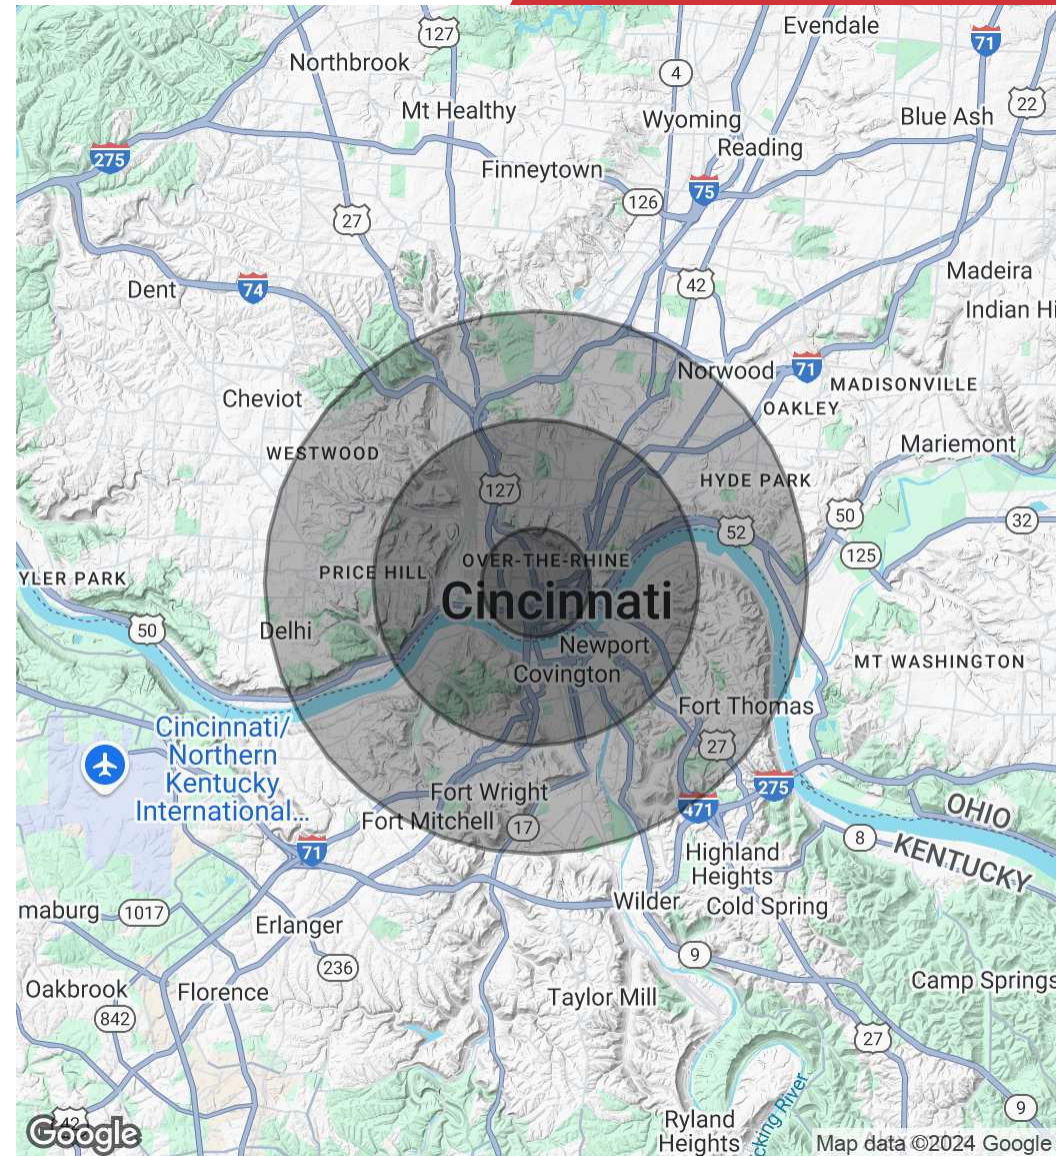 Evendale
127
71
Northbrook
4
22
Mt Healthy
Wyoming
Blue Ash
Reading
275
Finneytown
75
126
27
Madeira
42
Dent
74
Indian Hi
Norwood
71
MADISONVILLE
Cheviot
OAKLEY
Mariemont
WESTWOOD
HYDE PARK
127
50
32
52
OVER-THE-RHINE
125
PRICE HILL
YLER PARK
Cincinnati
50
Delhi
Newport
MT WASHINGTON
Covington
Fort Thomas
Cincinnati/
Northern
Kentucky
International...
27
275
Fort Wright
471
OHIO
Fort Mitchell
17
8
71
KENTUCKY
Highland
Heights
Wilder
Cold Spring
maburg
1017
Erlanger
9
236
Camp Springs
Oakbrook
Florence
Taylor Mill
842
27
9
42
Ryland
Heights
cking River
Google
Map data ©2024 Google